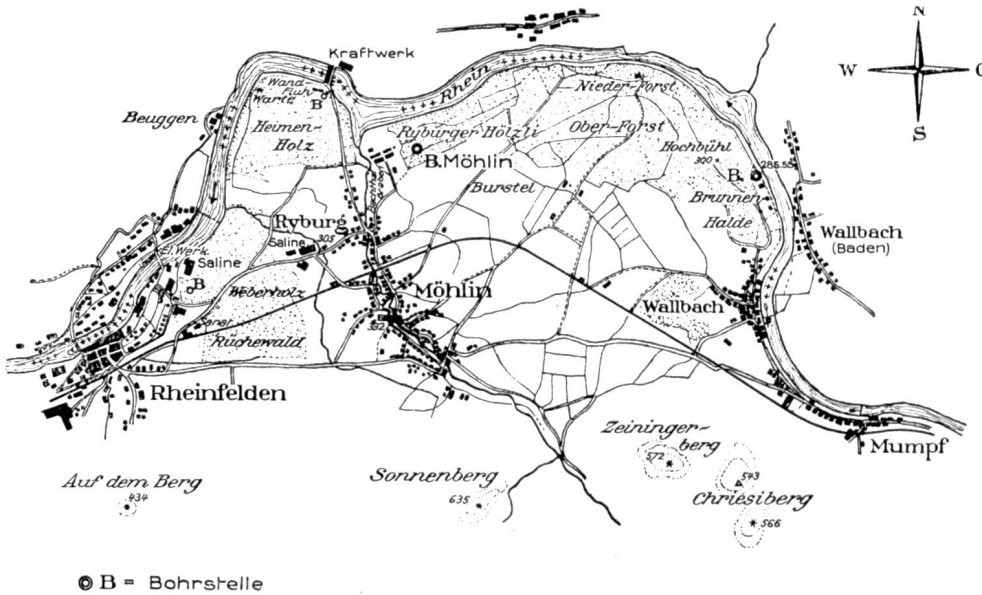 N
W
O
S
Kraftwerk
Rhein
Wand-
fluh
Warte
B
Nieder-Forst
Beuggen
Heimen-
Holz
Ryburger Hölzli
Ober-Forst
Hochbühl
300
B. Möhlin
B.
285.55
Burstel
Brunnen-
Halde
Ryburg
Wallbach
(Baden)
El. Werk
Saline
305
Saline
B
Möhlin
Wallbach
Weberholz
332
Rüchewald
Rheinfelden
Zeininger-
berg
Mumpf
572
543
Auf dem Berg
434
Sonnenberg
635
Chriesiberg
566
B = Bohrstelle